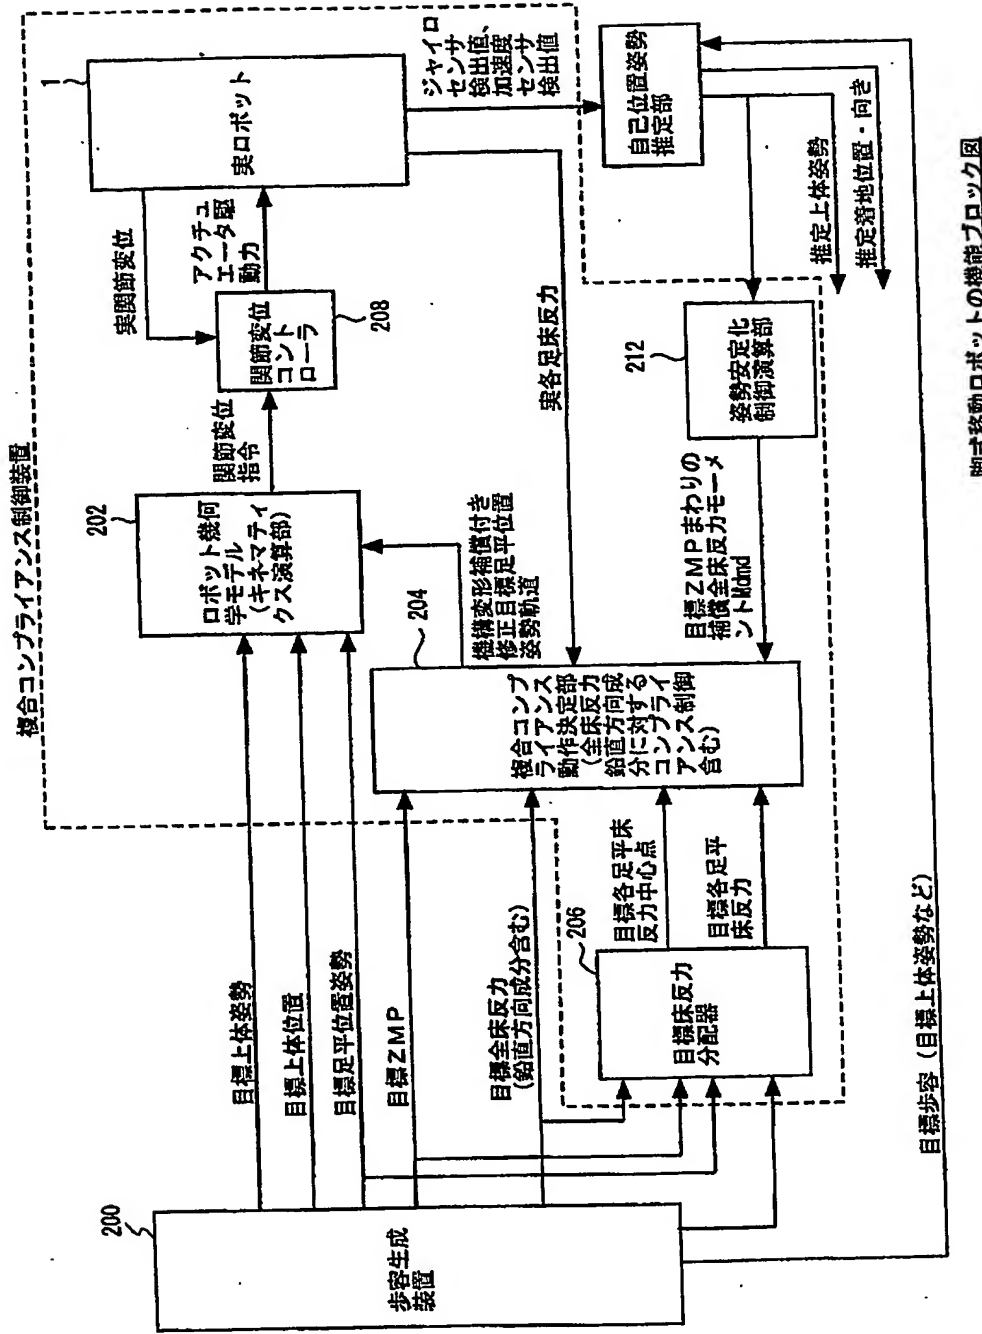 複合コンプライアンス制御装置
200
歩容生成
装置
目標上体姿勢
目標上体位置
目標足平位置姿勢
目標ZMP
目標全床反力
(鉛直方向成分含む)
206
目標床反力
分配器
目標各足平床
反力中心点
目標各足平
床反力
目標歩容(目標上体姿勢など)
202
ロボット幾何
学モデル
(キネマティ
クス演算部)
204
複合コンプ
ライアンス
動作決定部
(全床反力
鉛直方向成
分に対する
コンプライ
アンス制御
含む)
機構変形補償付き
修正目標足平位置
姿勢軌道
関節変位
指令
関節変位
コント
ローラ
208
実関節変位
アクチュ
エータ駆
動力
1
実ロボット
実各足床反力
目標ZMPまわりの
補償全床反力モーメ
ントMdmd
212
姿勢安定化
制御演算部
ジャイロ
センサ
検出値、
加速度
センサ
検出値
自己位置姿勢
推定部
推定上体姿勢
推定着地位置・向き
脚式移動ロボットの機能ブロック図